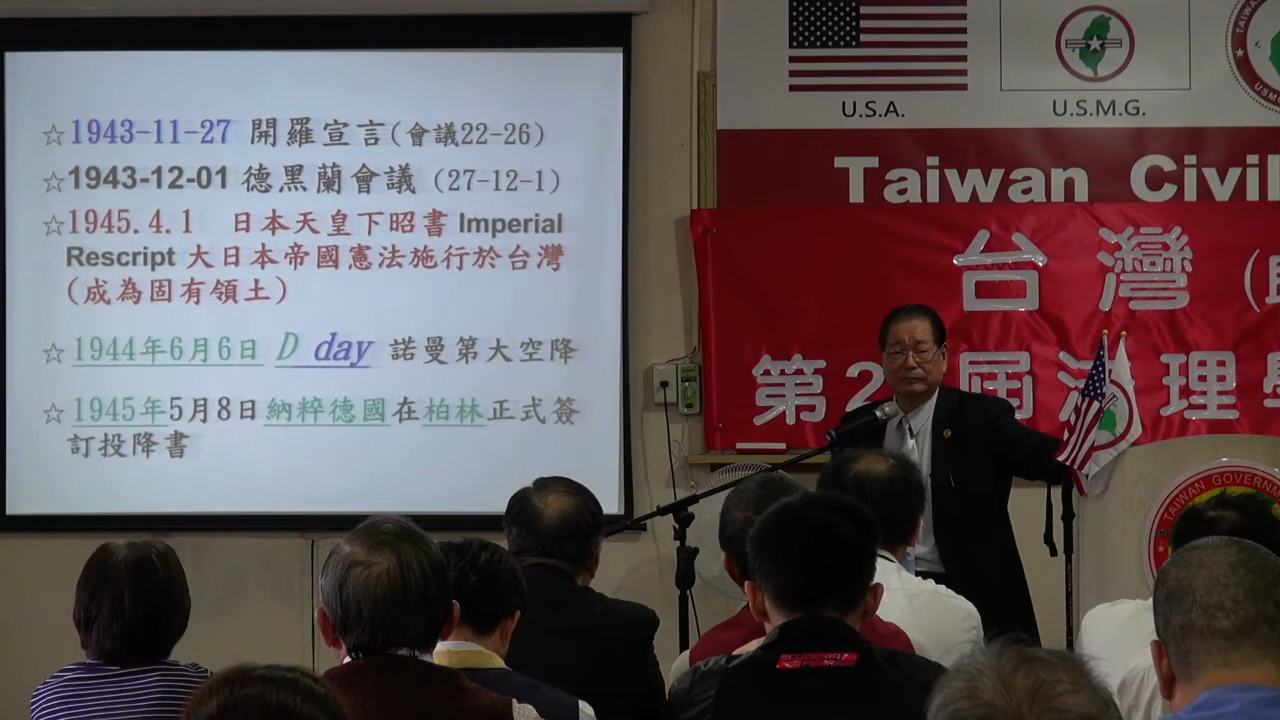 ☆1943-11-27 開羅宣言(會議22-26)
☆1943-12-01 德黑蘭會議 (27-12-1)
☆1945.4.1 日本天皇下昭書 Imperial
Rescript 大日本帝國憲法施行於台灣
(成為固有領土)
☆1944年6月6日 D day 諾曼第大空降
☆1945年5月8日納粹德國在柏林正式簽
訂投降書
U.S.A.
U.S.M.G.
Taiwan Civil
台灣
第2 屆法理學
TAIWAN GOVERN